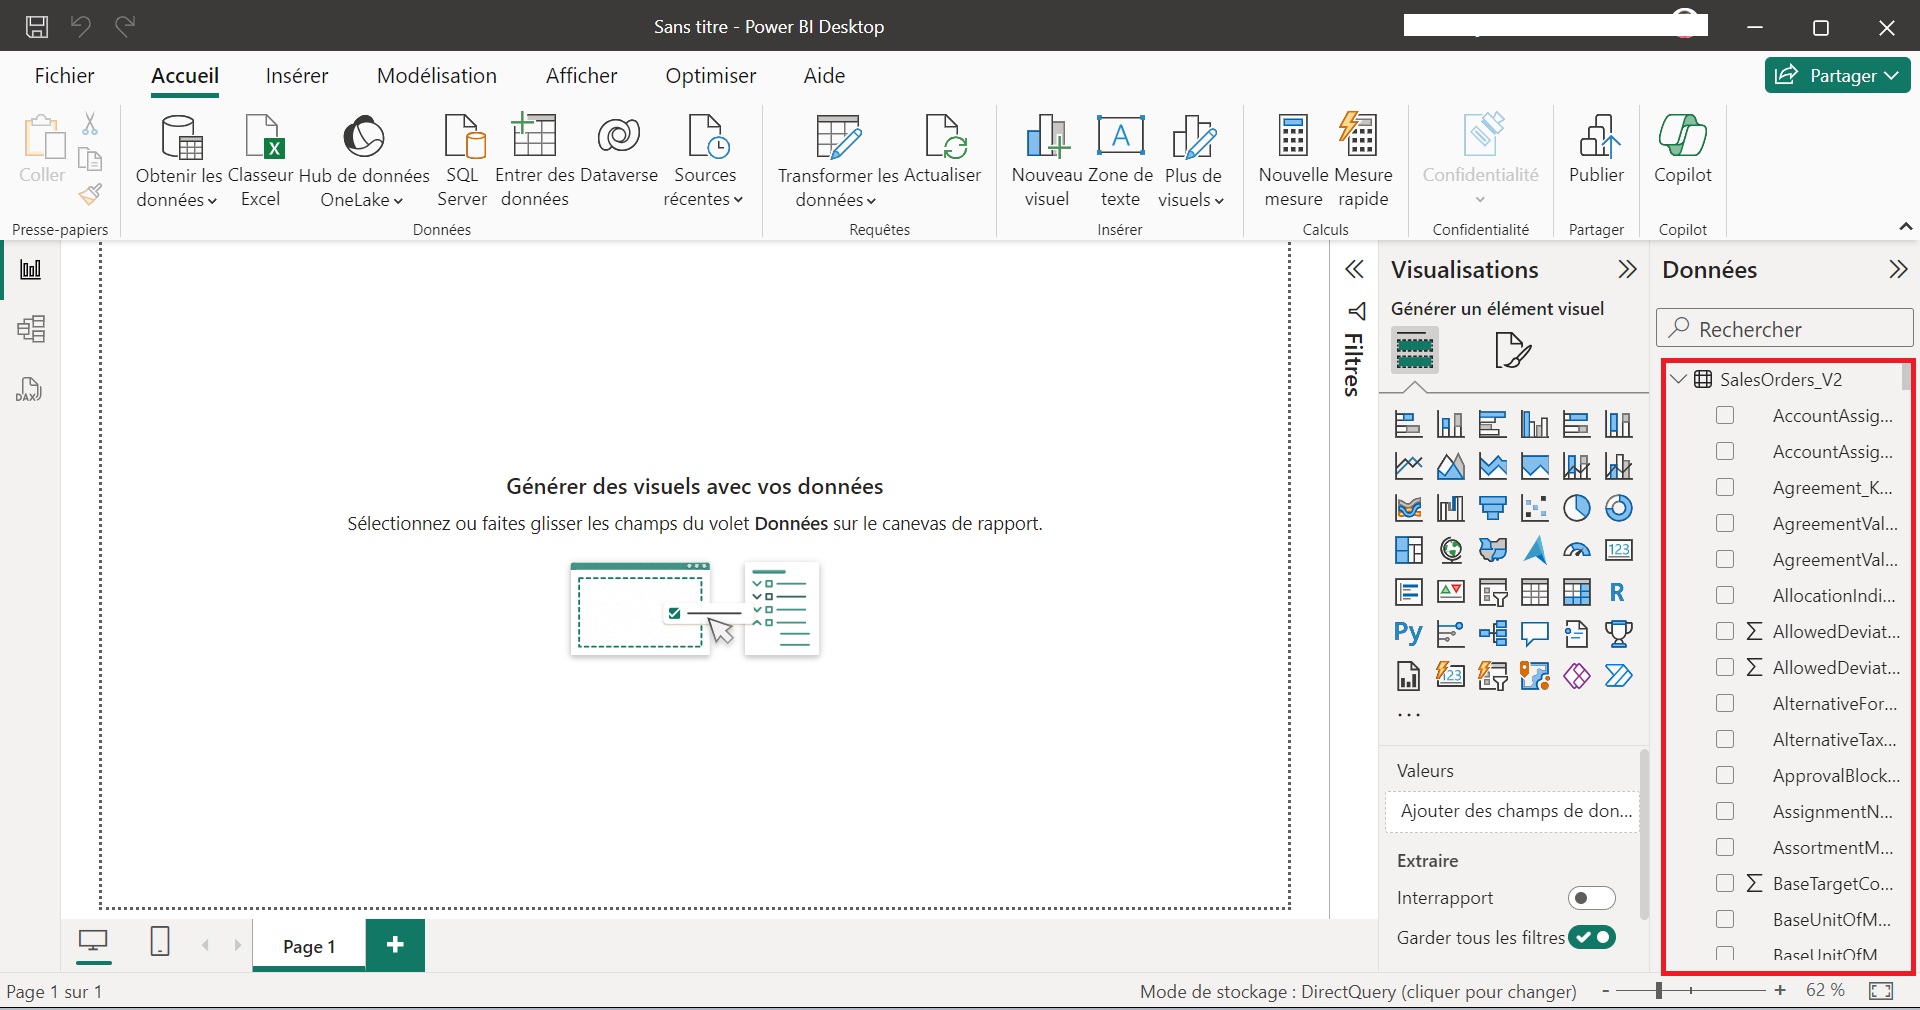 Sans titre - Power BI Desktop
Fichier Accueil Insérer Modélisation Afficher Optimiser Aide Partager
Coller
Presse-papiers
Obtenir les données
Classeur Excel
Hub de données OneLake
SQL Server
Entrer des données
Dataverse
Sources récentes
Données
Transformer les données
Actualiser
Requêtes
Nouveau visuel
Zone de texte
Plus de visuels
Insérer
Nouvelle mesure
Mesure rapide
Calculs
Confidentialité
Confidentialité
Publier
Partager
Copilot
Copilot
Générer des visuels avec vos données
Sélectionnez ou faites glisser les champs du volet Données sur le canevas de rapport.
Filtres
Visualisations
Générer un élément visuel
123
R
Py
123
...
Valeurs
Ajouter des champs de don...
Extraire
Interrapport
Garder tous les filtres
Données
Rechercher
SalesOrders_V2
AccountAssig...
AccountAssig...
Agreement_K...
AgreementVal...
AgreementVal...
AllocationIndi...
∑ AllowedDeviat...
∑ AllowedDeviat...
AlternativeFor...
AlternativeTax...
ApprovalBlock...
AssignmentN...
AssortmentM...
∑ BaseTargetCo...
BaseUnitOfM...
BaseUnitOfM
DAX
Page 1
+
Page 1 sur 1
Mode de stockage : DirectQuery (cliquer pour changer)
- + 62 %